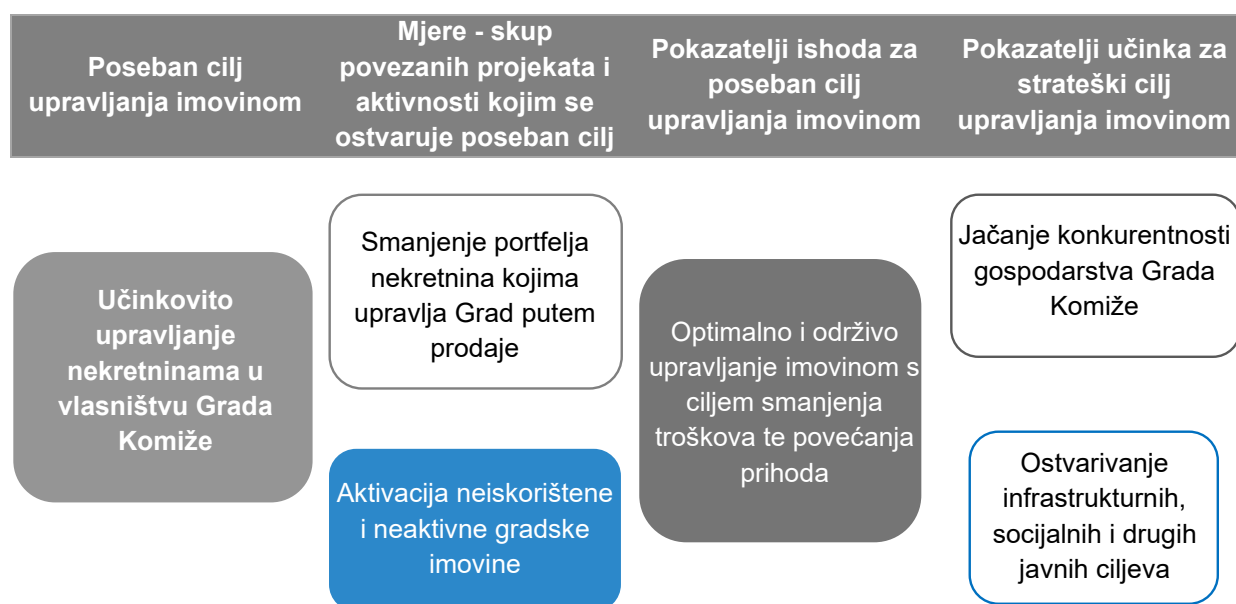 Poseban cilj
upravljanja imovinom
Mjere - skup
povezanih projekata i
aktivnosti kojim se
ostvaruje poseban cilj
Pokazatelji ishoda za
poseban cilj
upravljanja imovinom
Pokazatelji učinka za
strateški cilj
upravljanja imovinom
Učinkovito
upravljanje
nekretninama u
vlasništvu Grada
Komiže
Smanjenje portfelja
nekretnina kojima
upravlja Grad putem
prodaje
Aktivacija neiskorištene
i neaktivne gradske
imovine
Optimalno i održivo
upravljanje imovinom s
ciljem smanjenja
troškova te povećanja
prihoda
Jačanje konkurentnosti
gospodarstva Grada
Komiže
Ostvarivanje
infrastrukturnih,
socijalnih i drugih
javnih ciljeva